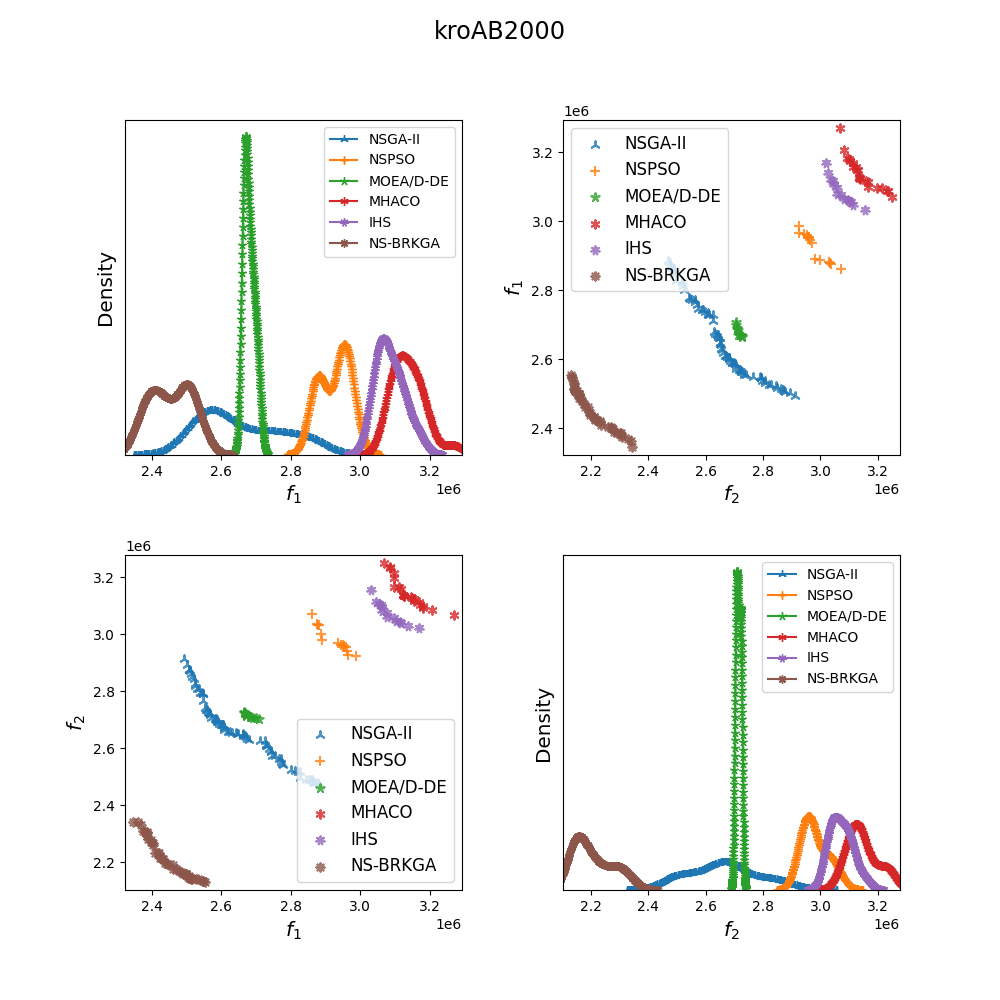 kroAB2000
Density
NSGA-II
NSPSO
MOEA/D-DE
MHACO
IHS
NS-BRKGA
2.4 2.6 2.8 3.0 3.2
1e6
f1
1e6
f1
3.2
3.0
2.8
2.6
2.4
NSGA-II
NSPSO
MOEA/D-DE
MHACO
IHS
NS-BRKGA
2.2 2.4 2.6 2.8 3.0 3.2
1e6
f2
1e6
f2
3.2
3.0
2.8
2.6
2.4
2.2
NSGA-II
NSPSO
MOEA/D-DE
MHACO
IHS
NS-BRKGA
2.4 2.6 2.8 3.0 3.2
1e6
f1
Density
NSGA-II
NSPSO
MOEA/D-DE
MHACO
IHS
NS-BRKGA
2.2 2.4 2.6 2.8 3.0 3.2
1e6
f2